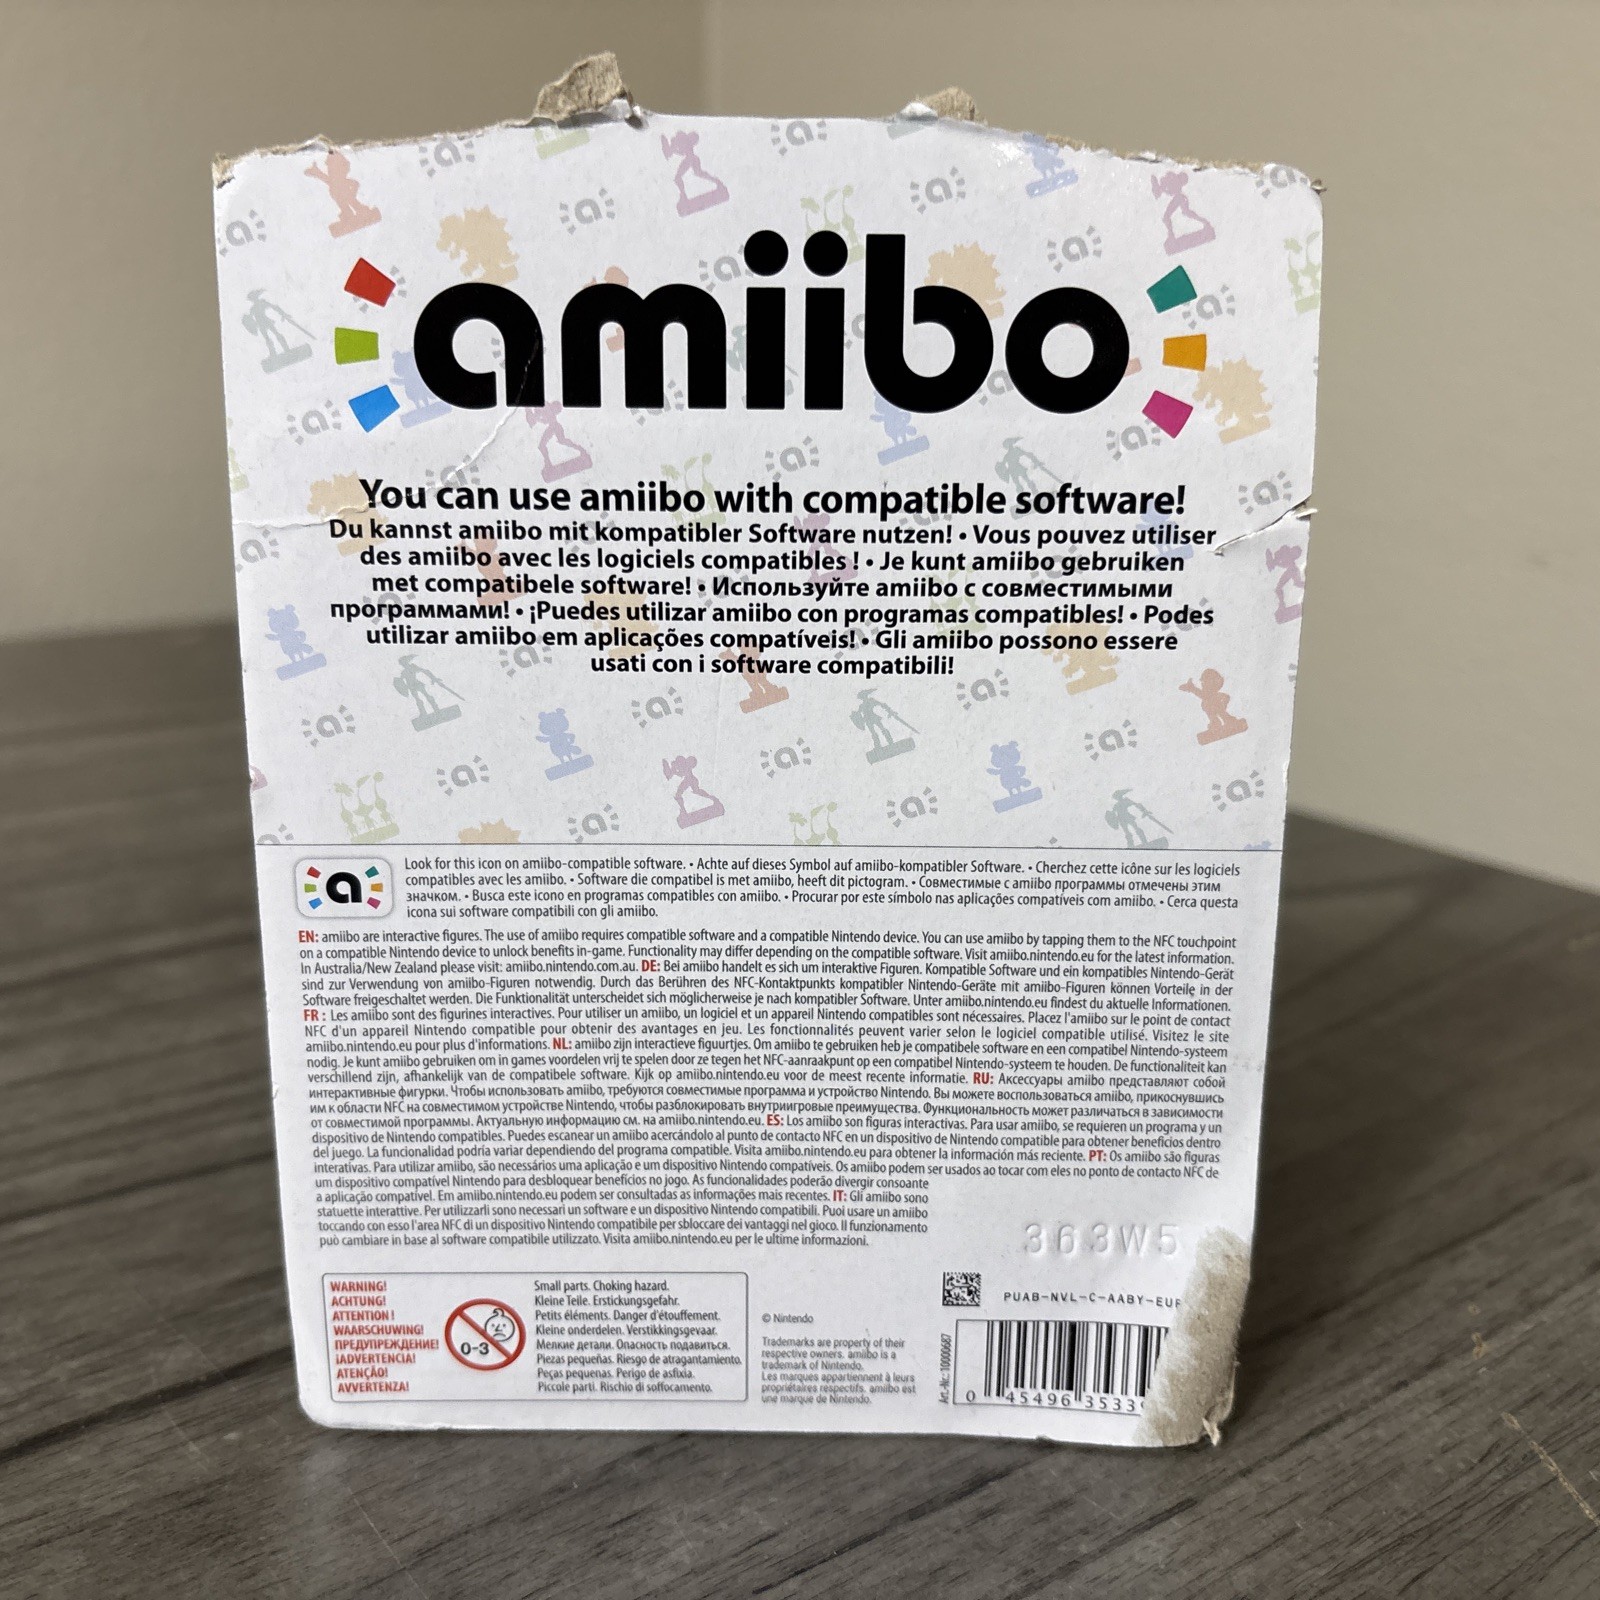 amiibo
You can use amiibo with compatible software!
Du kannst amiibo mit kompatibler Software nutzen! • Vous pouvez utiliser
des amiibo avec les logiciels compatibles ! • Je kunt amiibo gebruiken
met compatibele software! • Используйте amiibo с совместимыми
программами! • ¡Puedes utilizar amiibo con programas compatibles! • Podes
utilizar amiibo em aplicações compatíveis! • Gli amiibo possono essere
usati con i software compatibili!
a
Look for this icon on amiibo-compatible software. • Achte auf dieses Symbol auf amiibo-kompatibler Software. • Cherchez cette icône sur les logiciels
compatibles avec les amiibo. • Software die compatibel is met amiibo, heeft dit pictogram. • Совместимые с amiibo программы отмечены этим
значком. • Busca este icono en programas compatibles con amiibo. • Procurar por este símbolo nas aplicações compatíveis com amiibo. • Cerca questa
icona sui software compatibili con gli amiibo.
EN: amiibo are interactive figures. The use of amiibo requires compatible software and a compatible Nintendo device. You can use amiibo by tapping them to the NFC touchpoint
on a compatible Nintendo device to unlock benefits in-game. Functionality may differ depending on the compatible software. Visit amiibo.nintendo.eu for the latest information.
In Australia/New Zealand please visit: amiibo.nintendo.com.au. DE: Bei amiibo handelt es sich um interaktive Figuren. Kompatible Software und ein kompatibles Nintendo-Gerät
sind zur Verwendung von amiibo-Figuren notwendig. Durch das Berühren des NFC-Kontaktpunkts kompatibler Nintendo-Geräte mit amiibo-Figuren können Vorteile in der
Software freigeschaltet werden. Die Funktionalität unterscheidet sich möglicherweise je nach kompatibler Software. Unter amiibo.nintendo.eu findest du aktuelle Informationen.
FR : Les amiibo sont des figurines interactives. Pour utiliser un amiibo, un logiciel et un appareil Nintendo compatibles sont nécessaires. Placez l'amiibo sur le point de contact
NFC d'un appareil Nintendo compatible pour obtenir des avantages en jeu. Les fonctionnalités peuvent varier selon le logiciel compatible utilisé. Visitez le site
amiibo.nintendo.eu pour plus d'informations. NL: amiibo zijn interactieve figuurtjes. Om amiibo te gebruiken heb je compatibele software en een compatibel Nintendo-systeem
nodig. Je kunt amiibo gebruiken om in games voordelen vrij te spelen door ze tegen het NFC-aanraakpunt op een compatibel Nintendo-systeem te houden. De functionaliteit kan
verschillend zijn, afhankelijk van de compatibele software. Kijk op amiibo.nintendo.eu voor de meest recente informatie. RU: Аксессуары amiibo представляют собой
интерактивные фигурки. Чтобы использовать amiibo, требуются совместимые программа и устройство Nintendo. Вы можете воспользоваться amiibo, прикоснувшись
им к области NFC на совместимом устройстве Nintendo, чтобы разблокировать внутриигровые преимущества. Функциональность может различаться в зависимости
от совместимой программы. Актуальную информацию см. на amiibo.nintendo.eu. ES: Los amiibo son figuras interactivas. Para usar amiibo, se requieren un programa y un
dispositivo de Nintendo compatibles. Puedes escanear un amiibo acercándolo al punto de contacto NFC en un dispositivo de Nintendo compatible para obtener beneficios dentro
del juego. La funcionalidad podría variar dependiendo del programa compatible. Visita amiibo.nintendo.eu para obtener la información más reciente. PT: Os amiibo são figuras
interativas. Para utilizar amiibo, são necessários uma aplicação e um dispositivo Nintendo compatíveis. Os amiibo podem ser usados ao tocar com eles no ponto de contacto NFC de
um dispositivo compatível Nintendo para desbloquear benefícios no jogo. As funcionalidades poderão divergir consoante
a aplicação compatível. Em amiibo.nintendo.eu podem ser consultadas as informações mais recentes. IT: Gli amiibo sono
statuette interattive. Per utilizzarli sono necessari un software e un dispositivo Nintendo compatibili. Puoi usare un amiibo
toccando con esso l'area NFC di un dispositivo Nintendo compatibile per sbloccare dei vantaggi nel gioco. Il funzionamento
può cambiare in base al software compatibile utilizzato. Visita amiibo.nintendo.eu per le ultime informazioni.
363W5
WARNING!
ACHTUNG!
ATTENTION !
WAARSCHUWING!
ПРЕДУПРЕЖДЕНИЕ!
¡ADVERTENCIA!
ATENÇÃO!
AVVERTENZA!
0-3
Small parts. Choking hazard.
Kleine Teile. Erstickungsgefahr.
Petits éléments. Danger d'étouffement.
Kleine onderdelen. Verstikkingsgevaar.
Мелкие детали. Опасность подавиться.
Piezas pequeñas. Riesgo de atragantamiento.
Peças pequenas. Perigo de asfixia.
Piccole parti. Rischio di soffocamento.
© Nintendo
Trademarks are property of their
respective owners. amiibo is a
trademark of Nintendo.
Les marques appartiennent à leurs
propriétaires respectifs. amiibo est
une marque de Nintendo.
PUAB-NVL-C-AABY-EUR
Art.-Nr.: 10000687
0 45496 3533